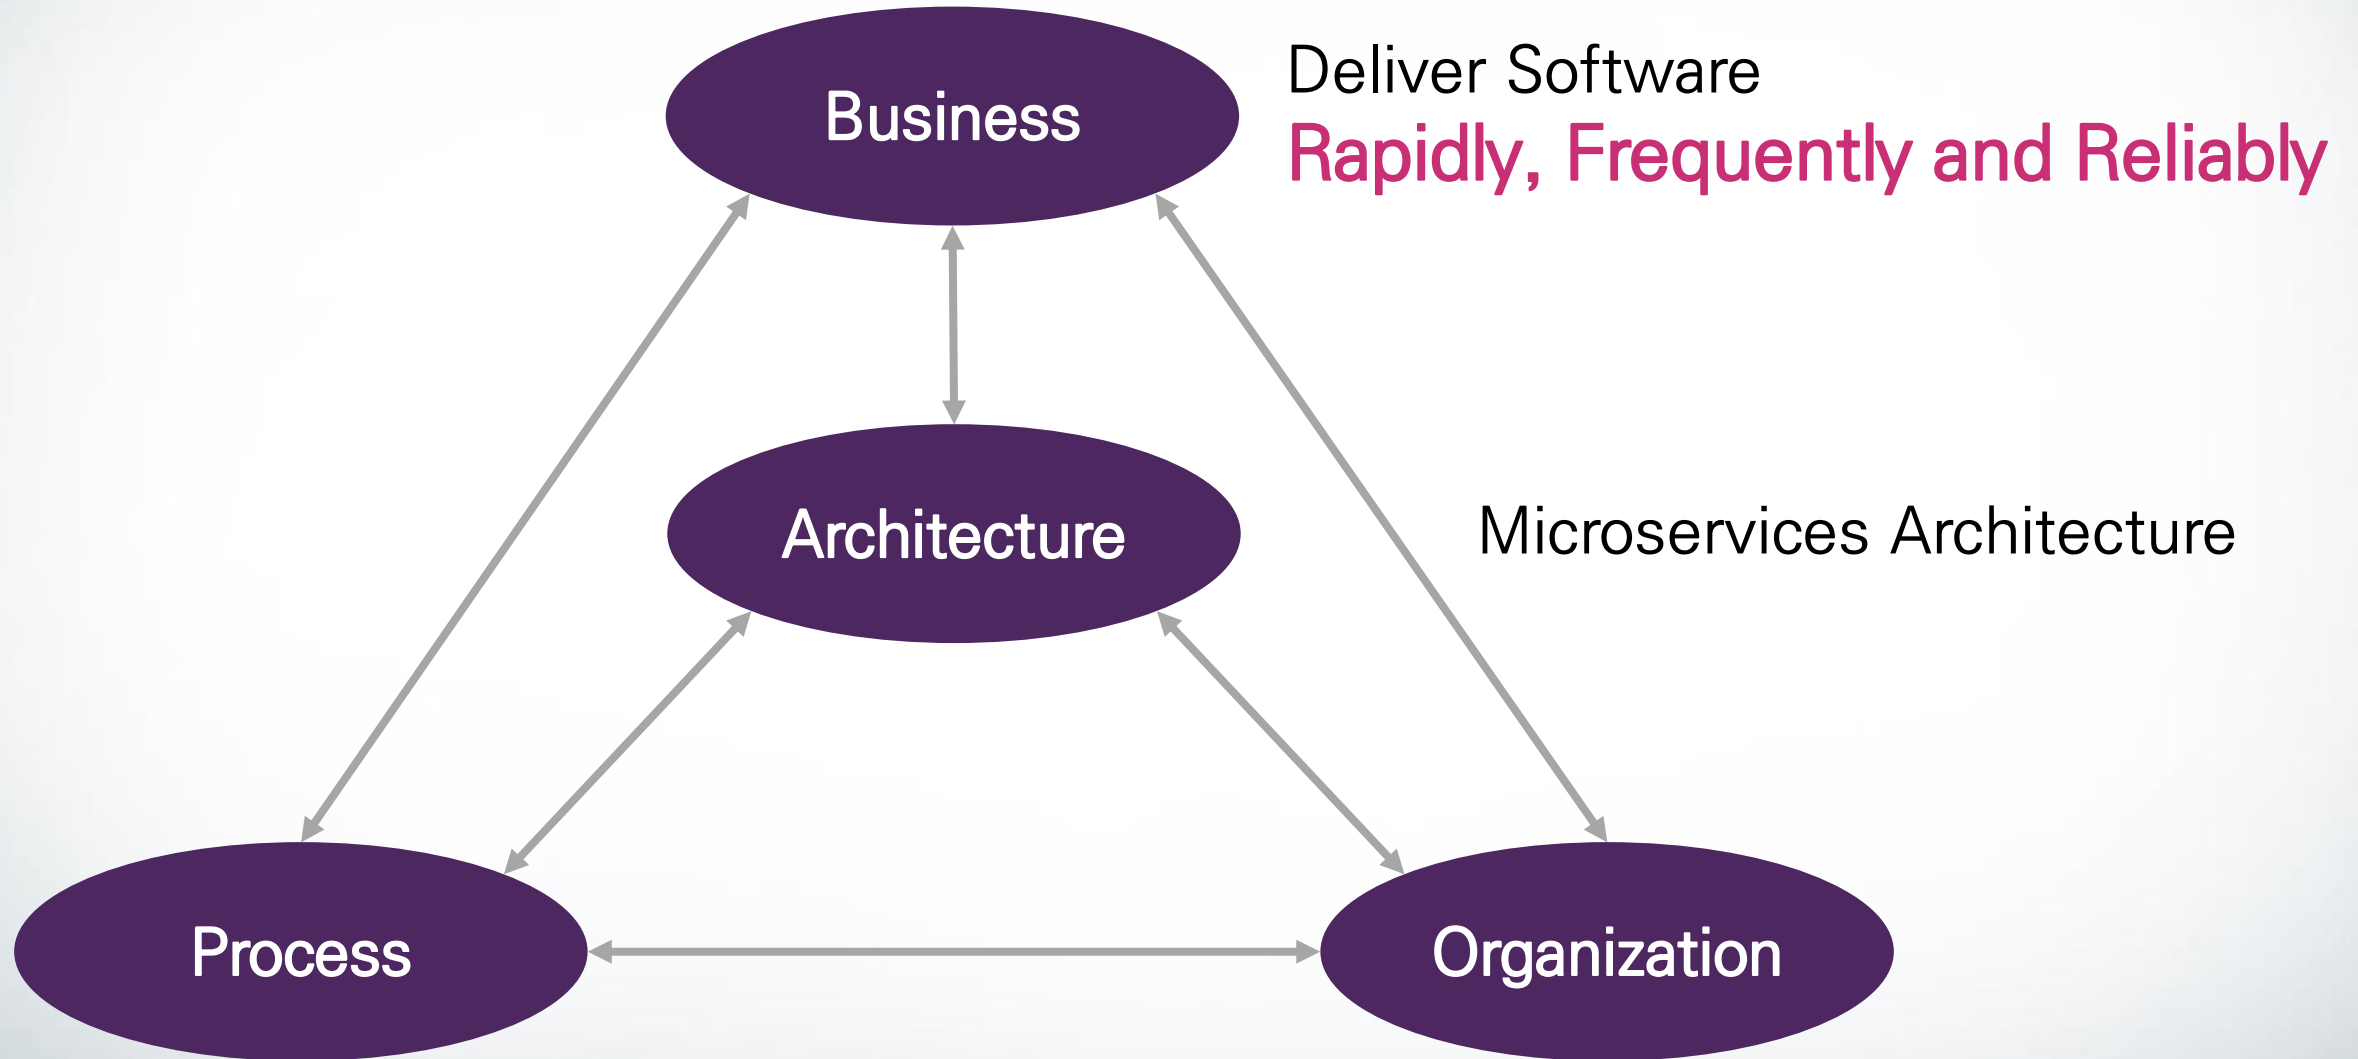 Business
Deliver Software
Rapidly, Frequently and Reliably
Architecture
Microservices Architecture
Process
Organization